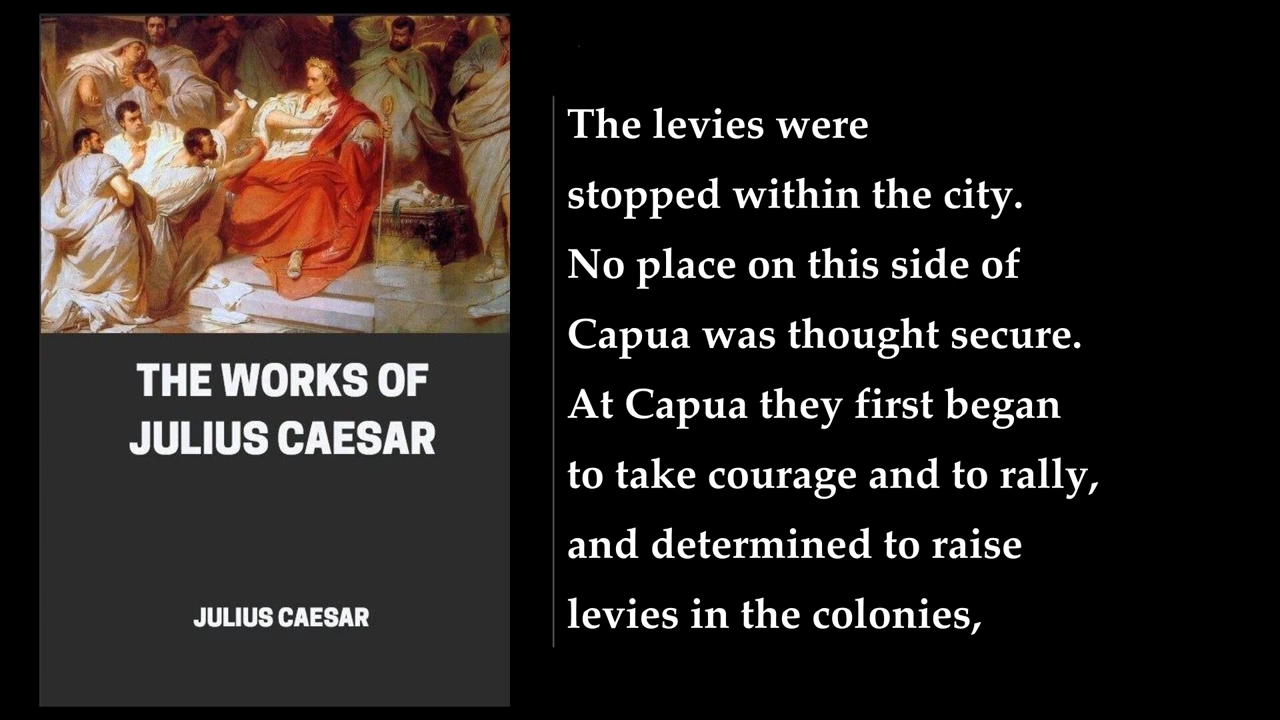 THE WORKS OF
JULIUS CAESAR
JULIUS CAESAR
The levies were
stopped within the city.
No place on this side of
Capua was thought secure.
At Capua they first began
to take courage and to rally,
and determined to raise
levies in the colonies,